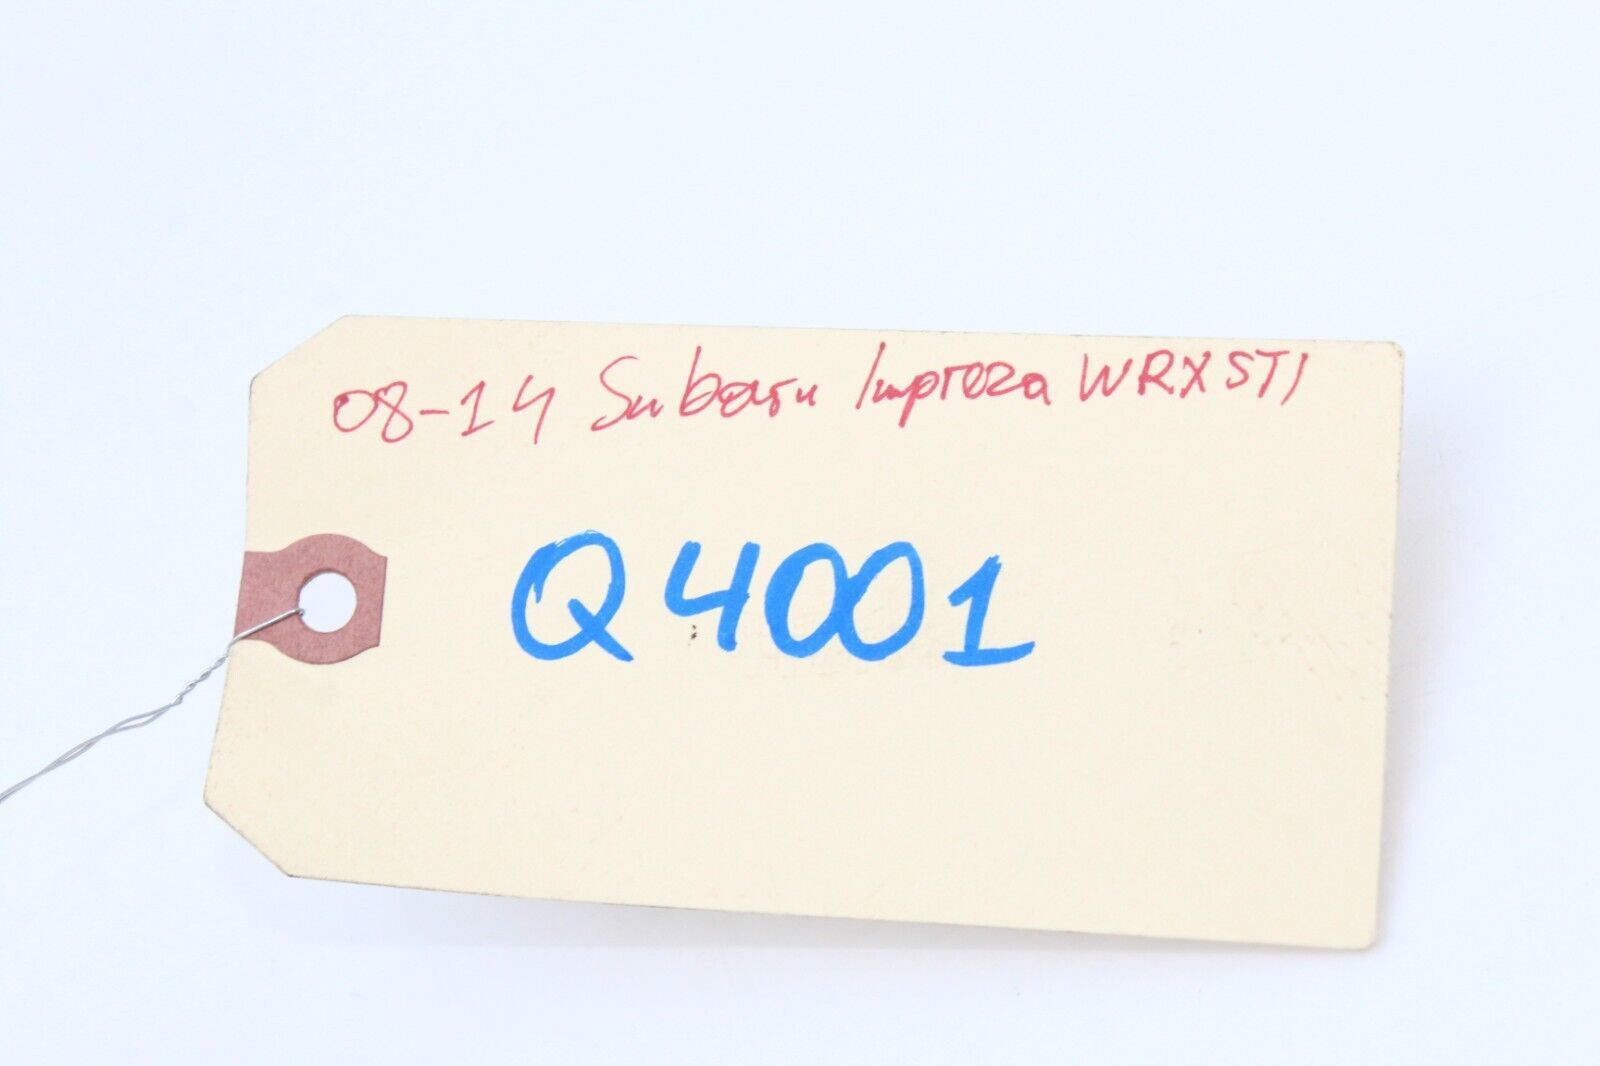 08-14 Subaru Impreza WRX STI
Q4001